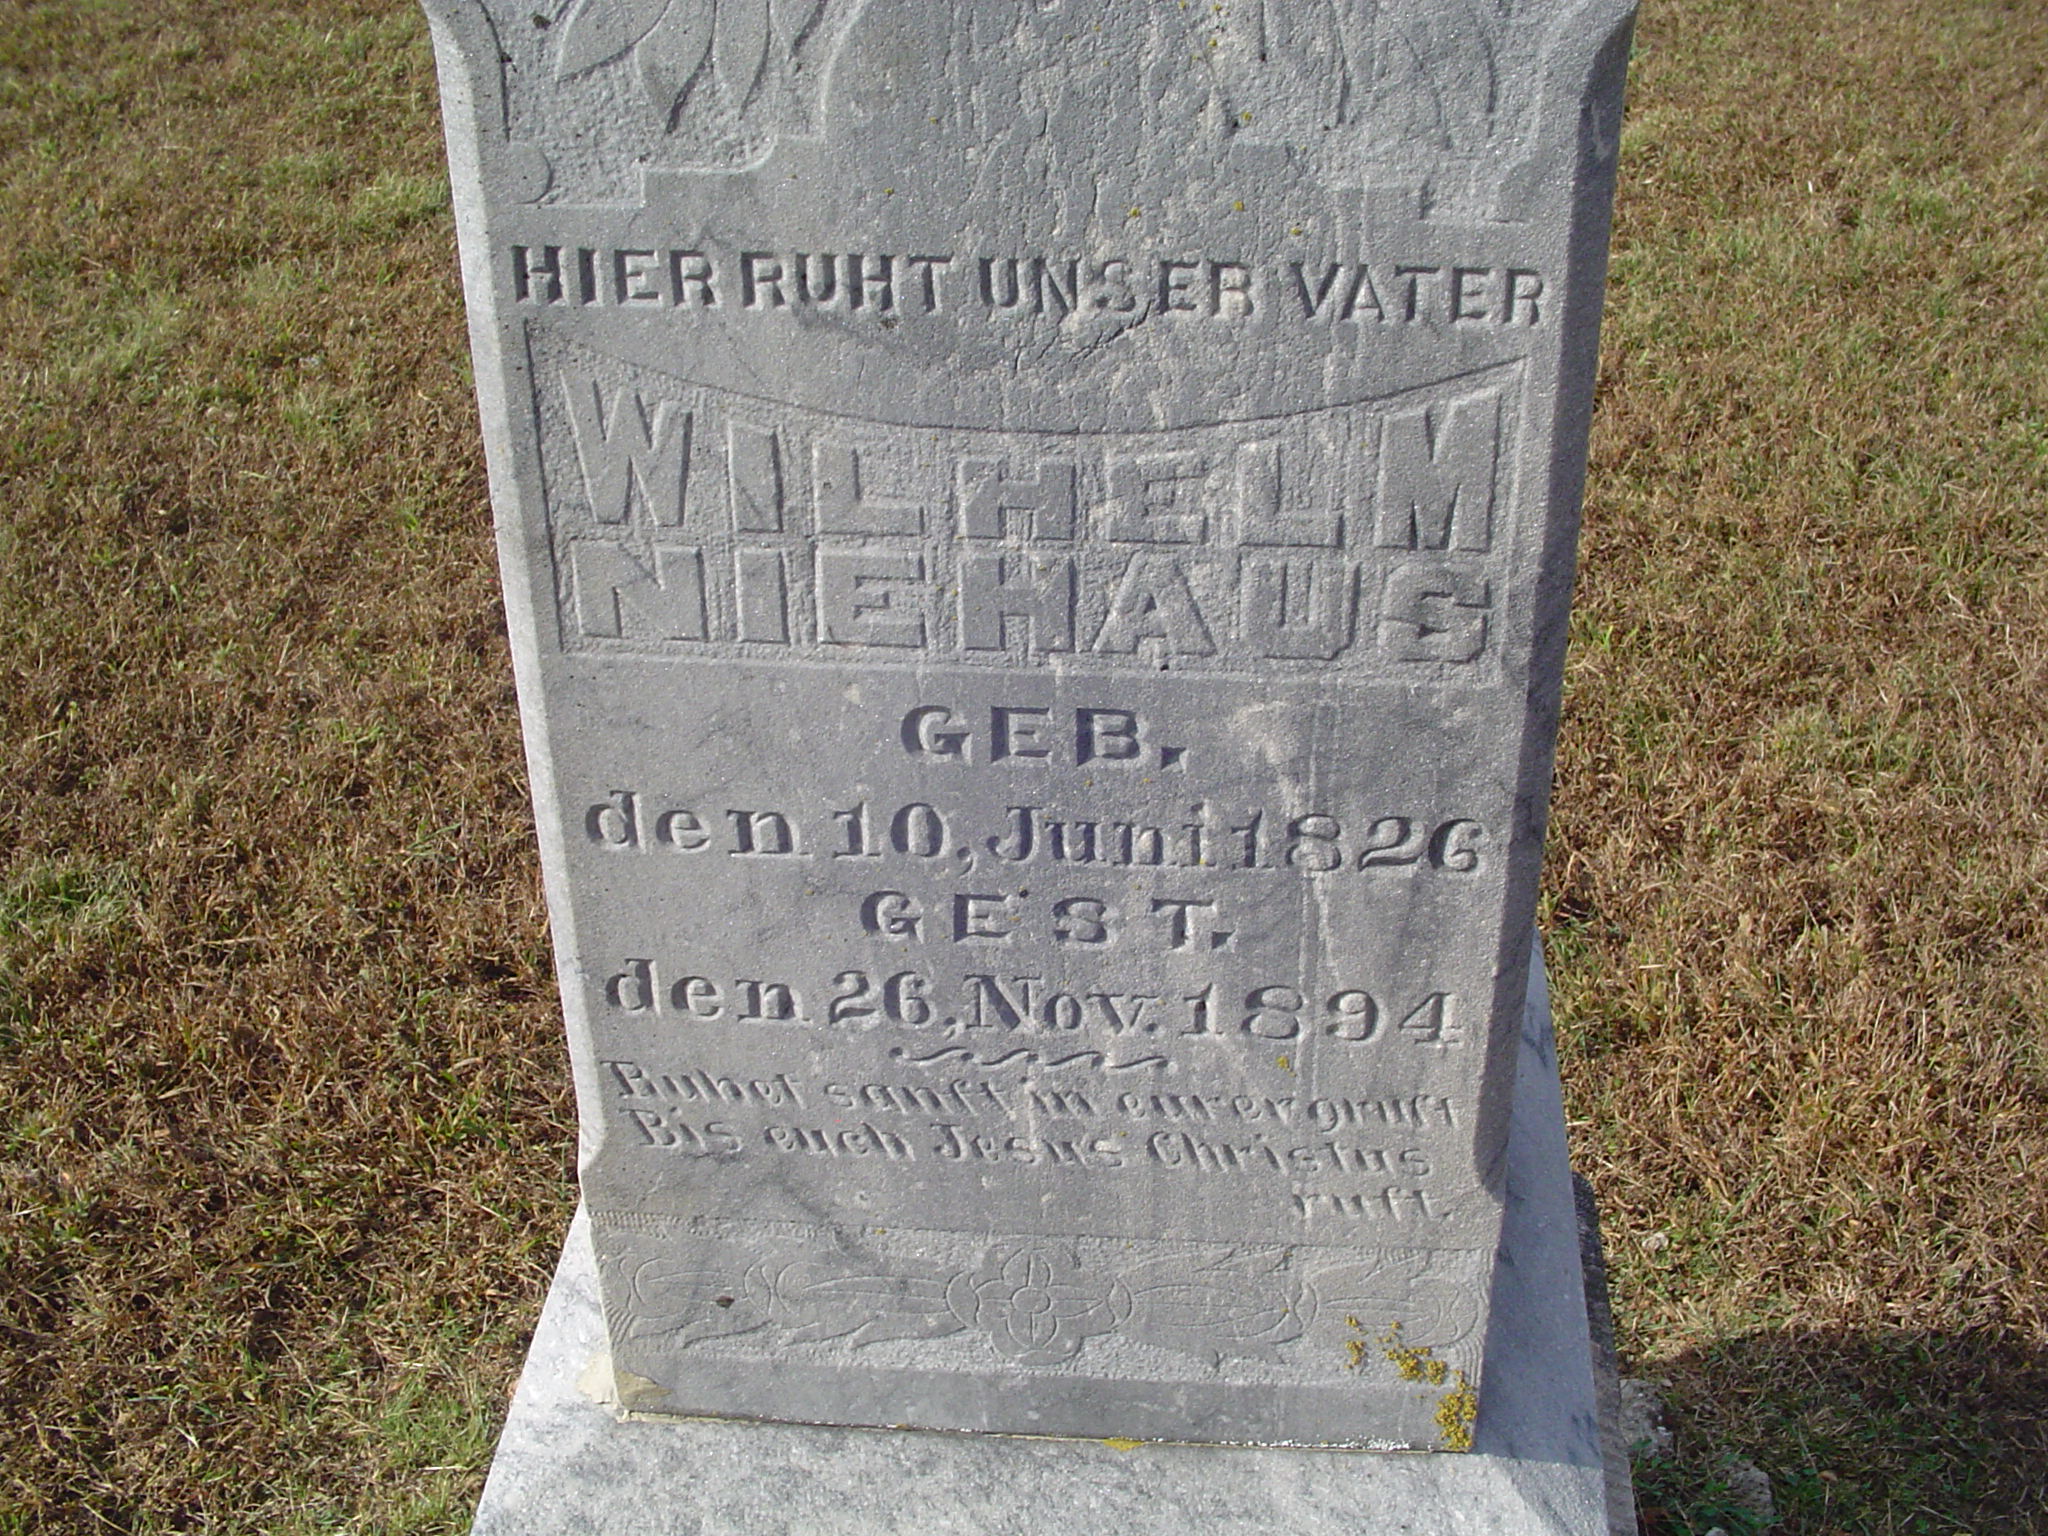 HIER RUHT UNSER VATER
WILHELM
NIEHAUS
GEB.
den 10, Juni 1826
GEST.
den 26, Nov. 1894
Ruhet sanft in eurer gruft
Bis euch Jesus Christus
ruft.